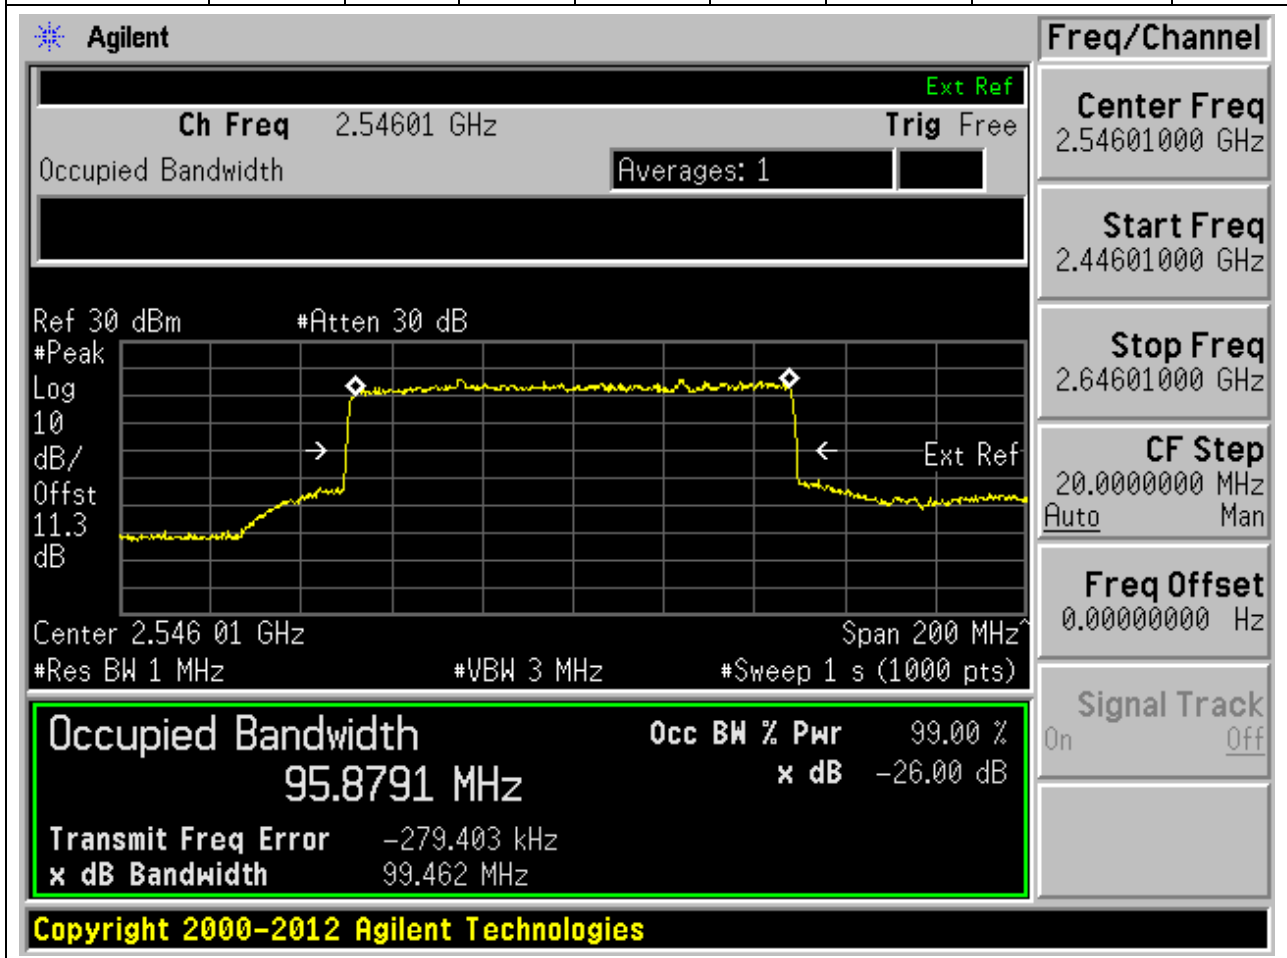 Agilent
Freq/Channel
Ext Ref
Ch Freq 2.54601 GHz Trig Free
Occupied Bandwidth Averages: 1
Center Freq
2.54601000 GHz
Start Freq
2.44601000 GHz
Stop Freq
2.64601000 GHz
CF Step
20.0000000 MHz
Auto Man
Freq Offset
0.00000000 Hz
Signal Track
On Off
Ref 30 dBm #Atten 30 dB
#Peak
Log
10
dB/
Offst
11.3
dB
Ext Ref
Center 2.546 01 GHz Span 200 MHz^
#Res BW 1 MHz #VBW 3 MHz #Sweep 1 s (1000 pts)
Occupied Bandwidth Occ BW % Pwr 99.00 %
95.8791 MHz x dB -26.00 dB
Transmit Freq Error -279.403 kHz
x dB Bandwidth 99.462 MHz
Copyright 2000-2012 Agilent Technologies